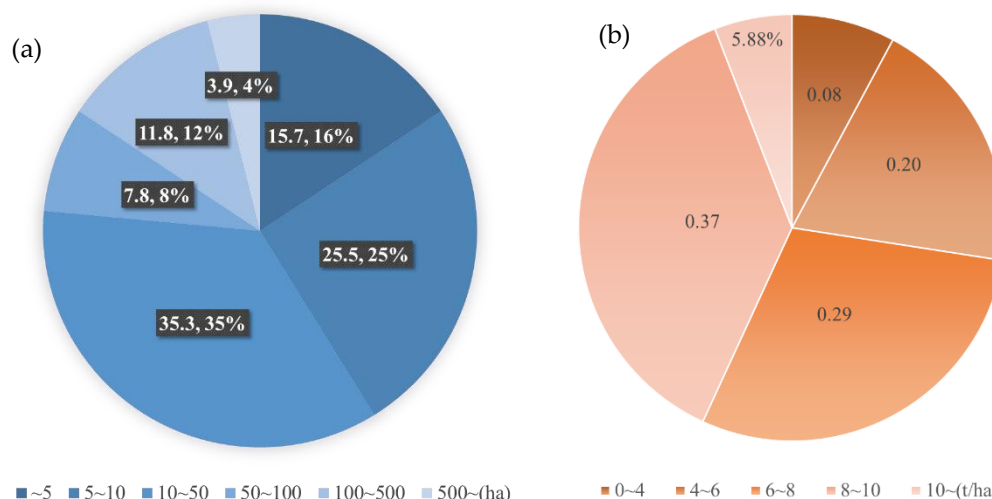 (a)
3.9, 4%
15.7, 16%
11.8, 12%
7.8, 8%
25.5, 25%
35.3, 35%
~5 5~10 10~50 50~100 100~500 500~(ha)
(b)
5.88%
0.08
0.20
0.37
0.29
0~4 4~6 6~8 8~10 10~(t/ha